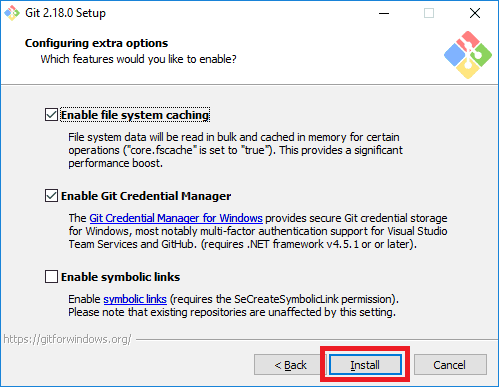 Git 2.18.0 Setup
Configuring extra options
Which features would you like to enable?
Enable file system caching
File system data will be read in bulk and cached in memory for certain
operations ("core.fscache" is set to "true"). This provides a significant
performance boost.
Enable Git Credential Manager
The Git Credential Manager for Windows provides secure Git credential storage
for Windows, most notably multi-factor authentication support for Visual Studio
Team Services and GitHub. (requires .NET framework v4.5.1 or or later).
Enable symbolic links
Enable symbolic links (requires the SeCreateSymbolicLink permission).
Please note that existing repositories are unaffected by this setting.
https://gitforwindows.org/
< Back Install Cancel